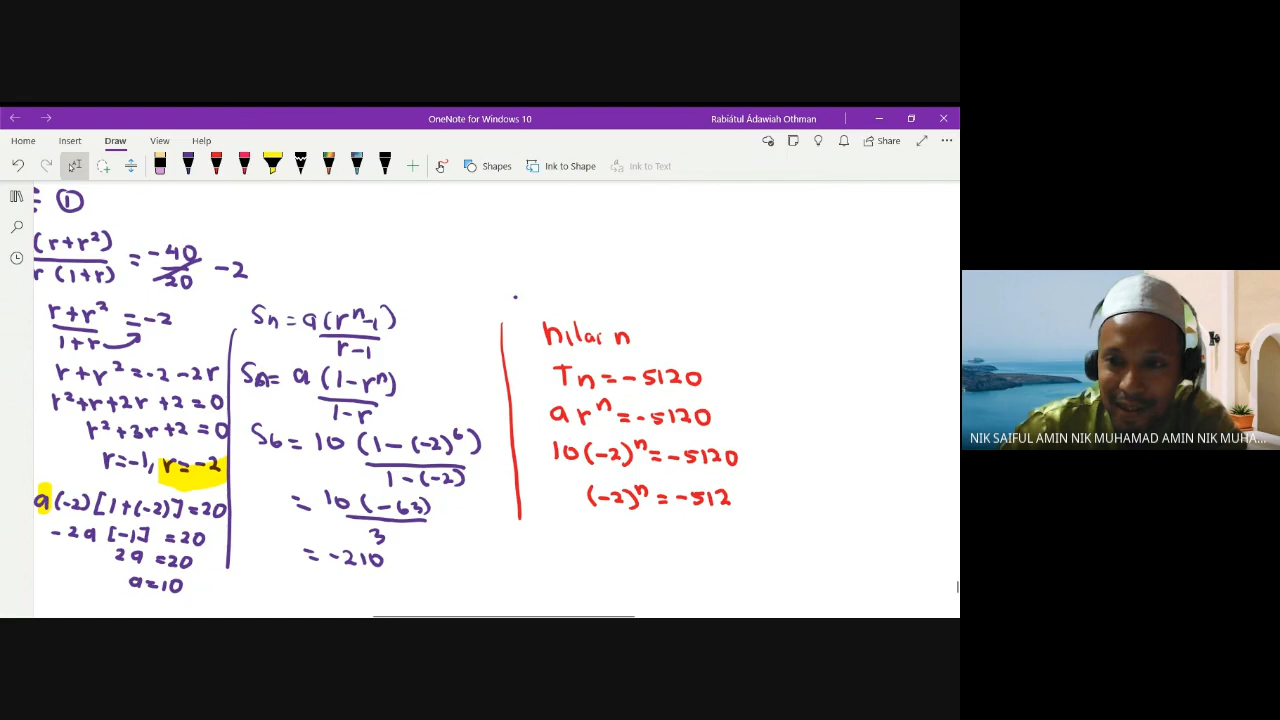 OneNote for Windows 10
Rabiátul Ádawiah Othman
Home Insert Draw View Help
Share
Shapes Ink to Shape Ink to Text
= ①
(r+r²) / r(1+r) = -40/20 -2
r+r² / 1+r = -2
r+r² = -2-2r
r²+r+2r+2=0
r²+3r+2=0
r=-1, r=-2
a(-2)[1+(-2)]=20
-2a[-1] =20
2a =20
a=10
Sn = a(rⁿ-1) / r-1
Sn = a(1-rⁿ) / 1-r
S6 = 10(1-(-2)⁶) / 1-(-2)
= 10(-63) / 3
= -210
nilai n
Tn = -5120
arⁿ = -5120
10(-2)ⁿ = -5120
(-2)ⁿ = -512
NIK SAIFUL AMIN NIK MUHAMAD AMIN NIK MUHA...